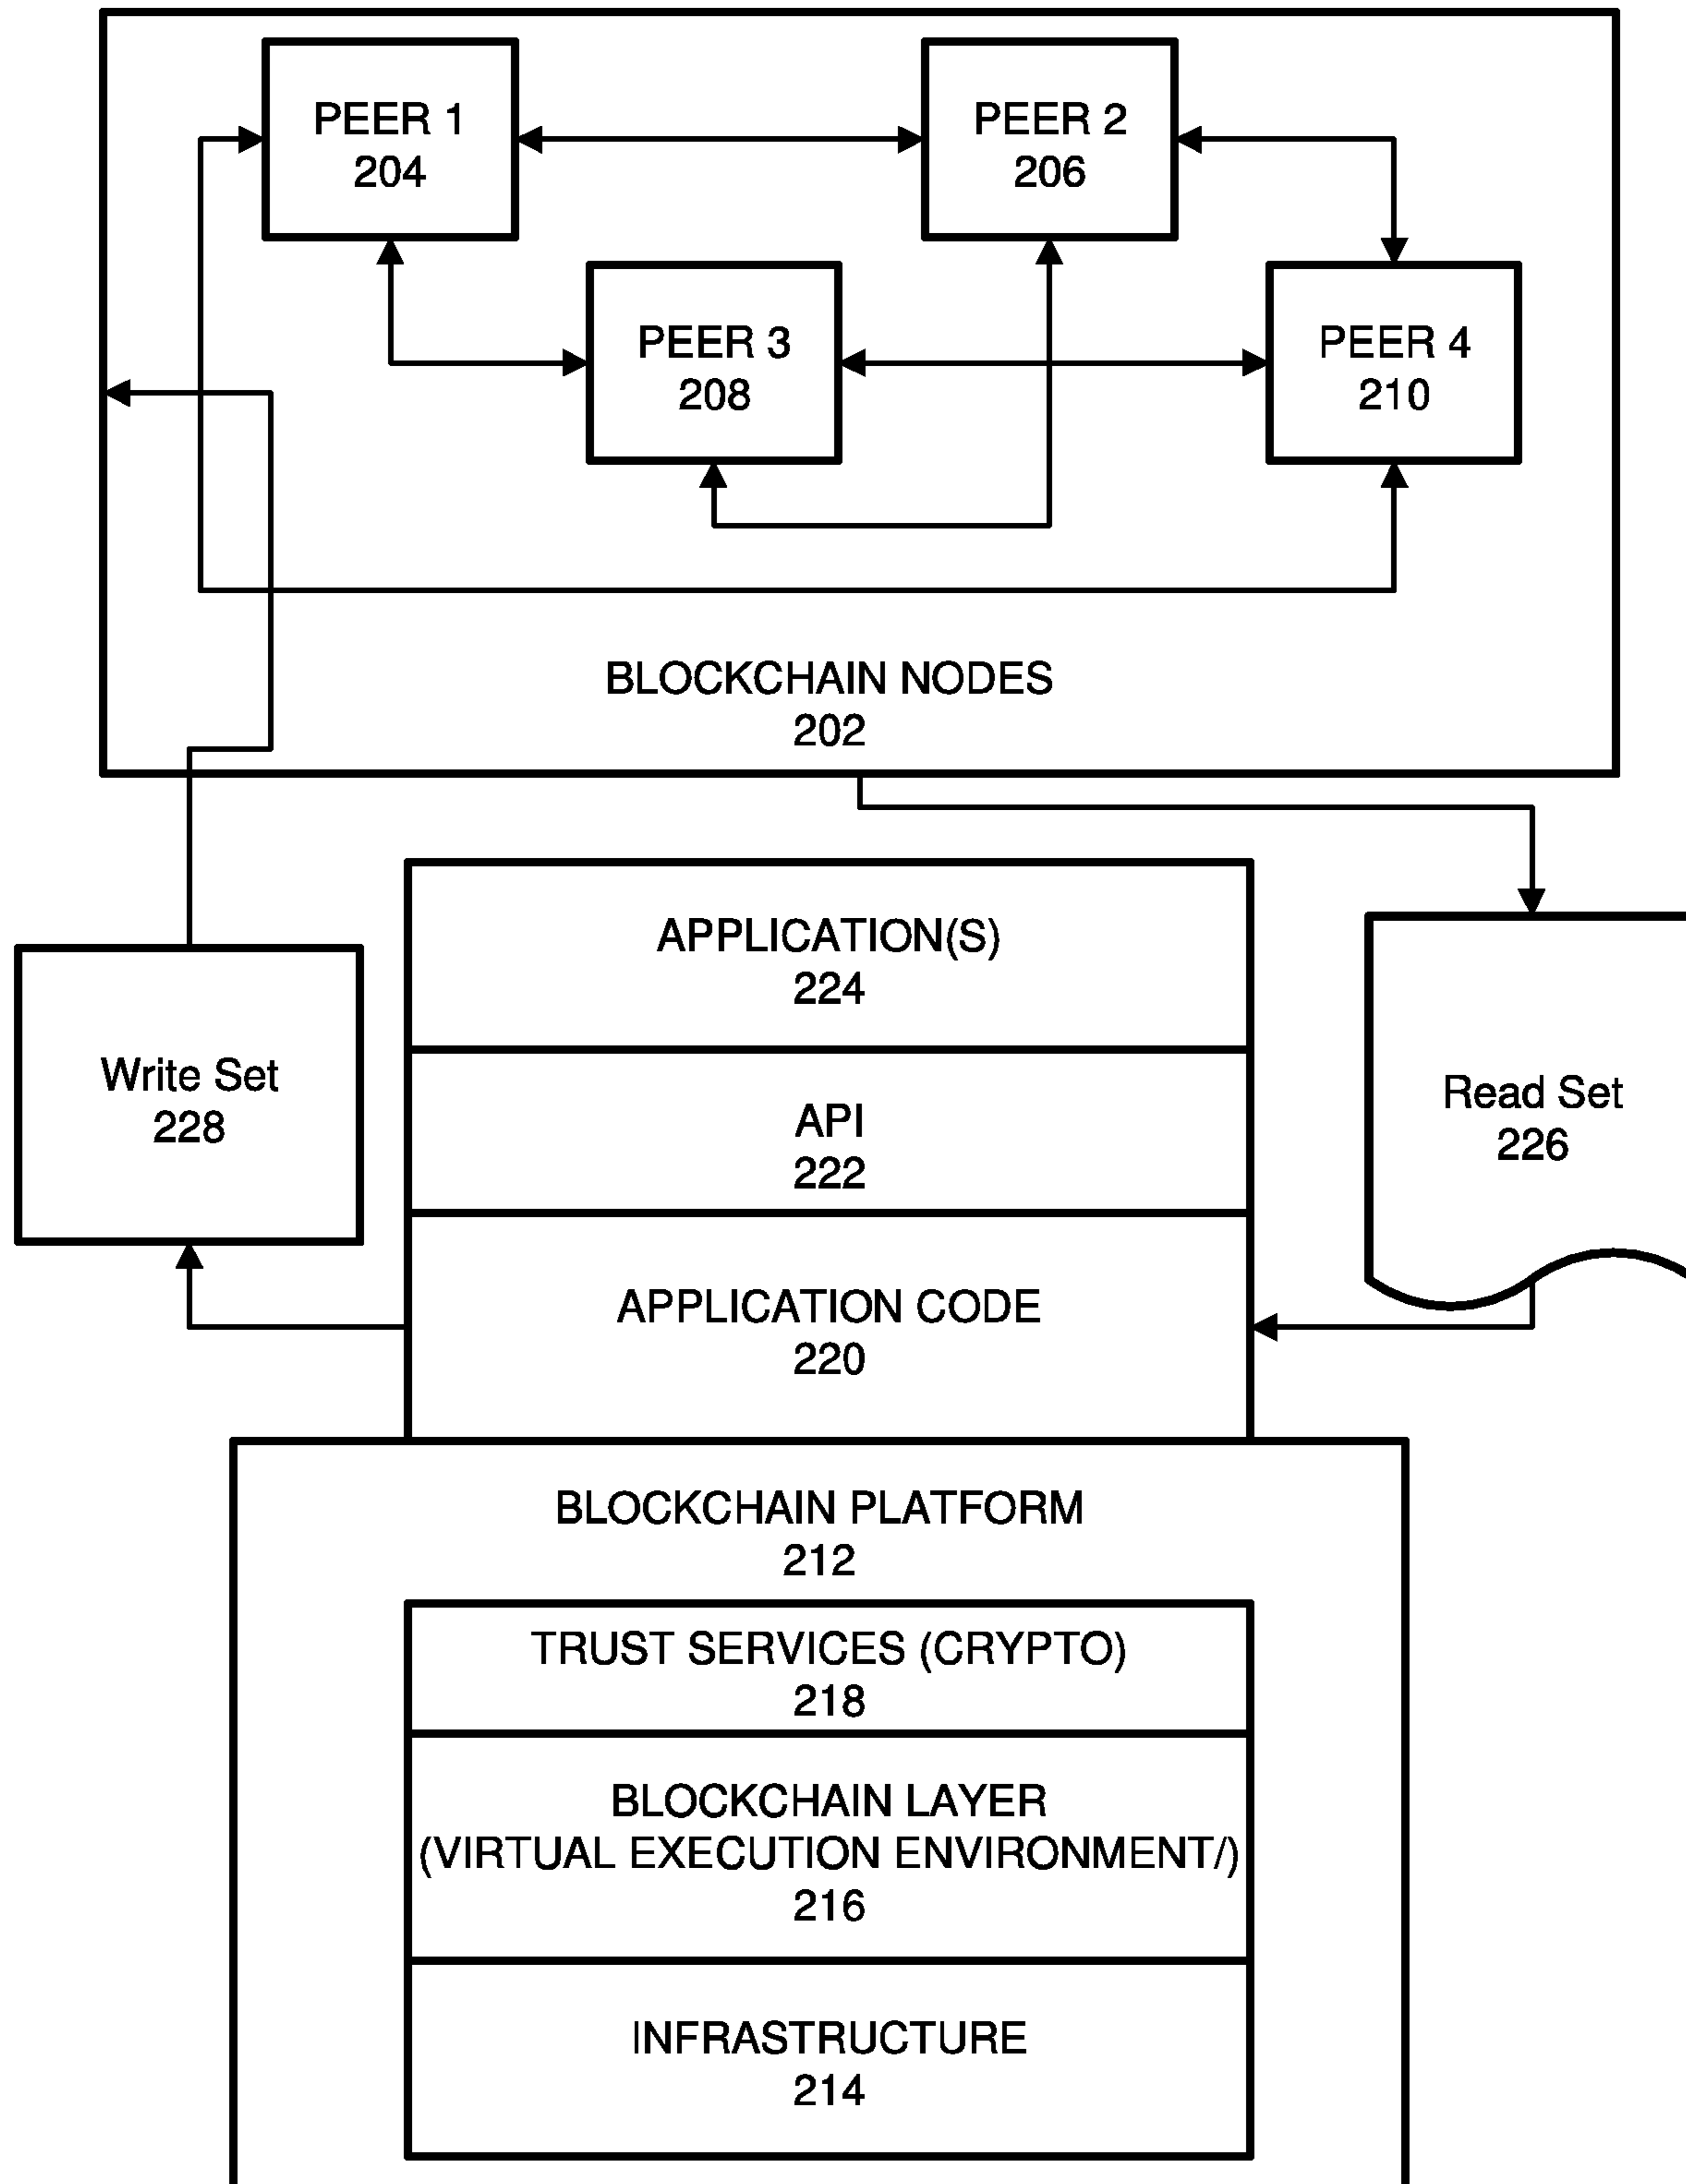 PEER 1
204
PEER 2
206
PEER 3
208
PEER 4
210
BLOCKCHAIN NODES
202
APPLICATION(S)
224
Write Set
228
API
222
Read Set
226
APPLICATION CODE
220
BLOCKCHAIN PLATFORM
212
TRUST SERVICES (CRYPTO)
218
BLOCKCHAIN LAYER
(VIRTUAL EXECUTION ENVIRONMENT/)
216
INFRASTRUCTURE
214